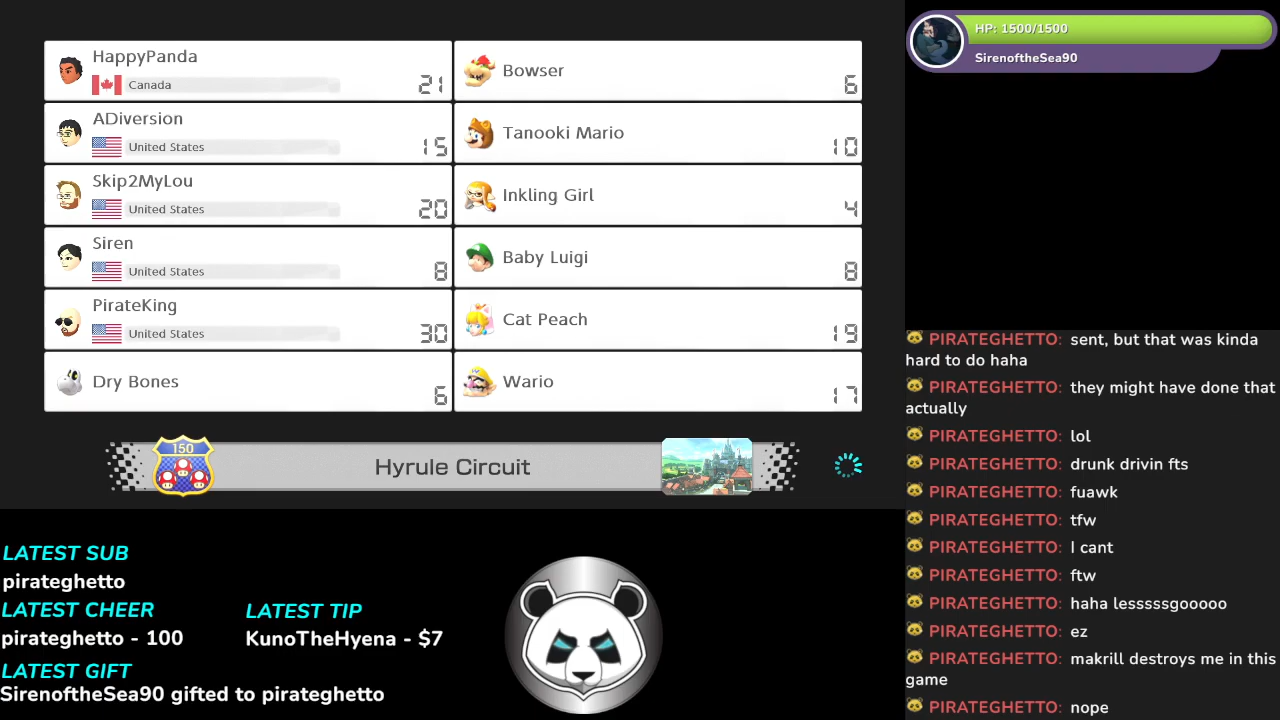 HappyPanda
Canada
21
ADiversion
United States
15
Skip2MyLou
United States
20
Siren
United States
8
PirateKing
United States
30
Dry Bones
6
Bowser
6
Tanooki Mario
10
Inkling Girl
4
Baby Luigi
8
Cat Peach
19
Wario
17
150
Hyrule Circuit
HP: 1500/1500
SirenoftheSea90
PIRATEGHETTO: sent, but that was kinda
hard to do haha
PIRATEGHETTO: they might have done that
actually
PIRATEGHETTO: lol
PIRATEGHETTO: drunk drivin fts
PIRATEGHETTO: fuawk
PIRATEGHETTO: tfw
PIRATEGHETTO: I cant
PIRATEGHETTO: ftw
PIRATEGHETTO: haha lesssssgooooo
PIRATEGHETTO: ez
PIRATEGHETTO: makrill destroys me in this
game
PIRATEGHETTO: nope
LATEST SUB
pirateghetto
LATEST CHEER
pirateghetto - 100
LATEST TIP
KunoTheHyena - $7
LATEST GIFT
SirenoftheSea90 gifted to pirateghetto